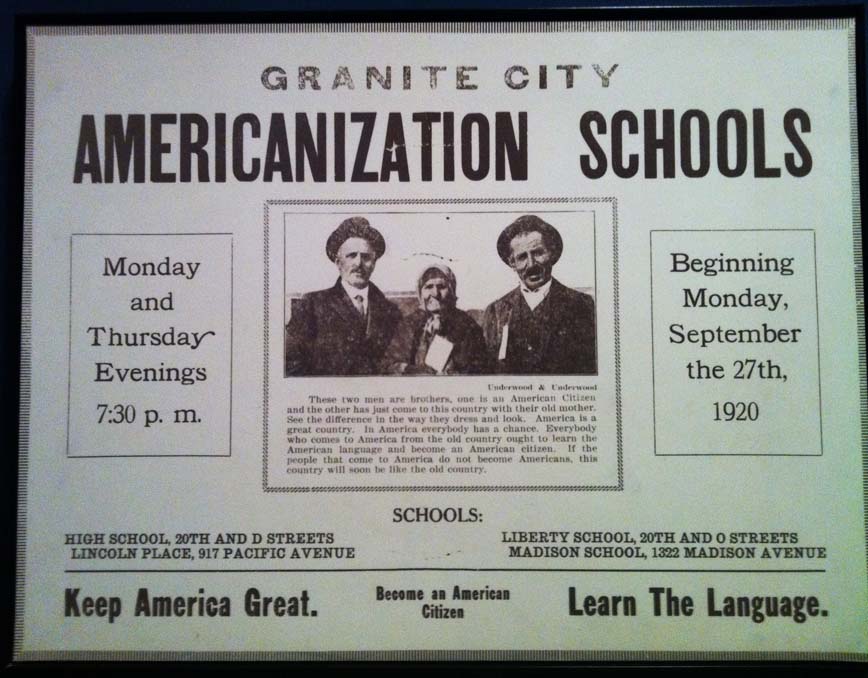 GRANITE CITY
AMERICANIZATION SCHOOLS
Monday
and
Thursday
Evenings
7:30 p. m.
Underwood & Underwood
These two men are brothers, one is an American Citizen
and the other has just come to this country with their old mother.
See the difference in the way they dress and look. America is a
great country. In America everybody has a chance. Everybody
who comes to America from the old country ought to learn the
American language and become an American citizen. If the
people that come to America do not become Americans, this
country will soon be like the old country.
Beginning
Monday,
September
the 27th,
1920
SCHOOLS:
HIGH SCHOOL, 20TH AND D STREETS
LINCOLN PLACE, 917 PACIFIC AVENUE
LIBERTY SCHOOL, 20TH AND O STREETS
MADISON SCHOOL, 1322 MADISON AVENUE
Keep America Great.
Become an American
Citizen
Learn The Language.